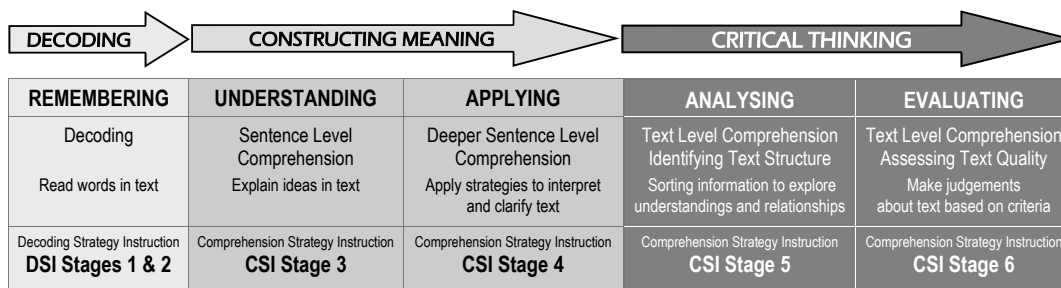 DECODING
CONSTRUCTING MEANING
CRITICAL THINKING
REMEMBERING
UNDERSTANDING
APPLYING
ANALYSING
EVALUATING
Decoding
Read words in text
Sentence Level
Comprehension
Explain ideas in text
Deeper Sentence Level
Comprehension
Apply strategies to interpret
and clarify text
Text Level Comprehension
Identifying Text Structure
Sorting information to explore
understandings and relationships
Text Level Comprehension
Assessing Text Quality
Make judgements
about text based on criteria
Decoding Strategy Instruction
DSI Stages 1 & 2
Comprehension Strategy Instruction
CSI Stage 3
Comprehension Strategy Instruction
CSI Stage 4
Comprehension Strategy Instruction
CSI Stage 5
Comprehension Strategy Instruction
CSI Stage 6